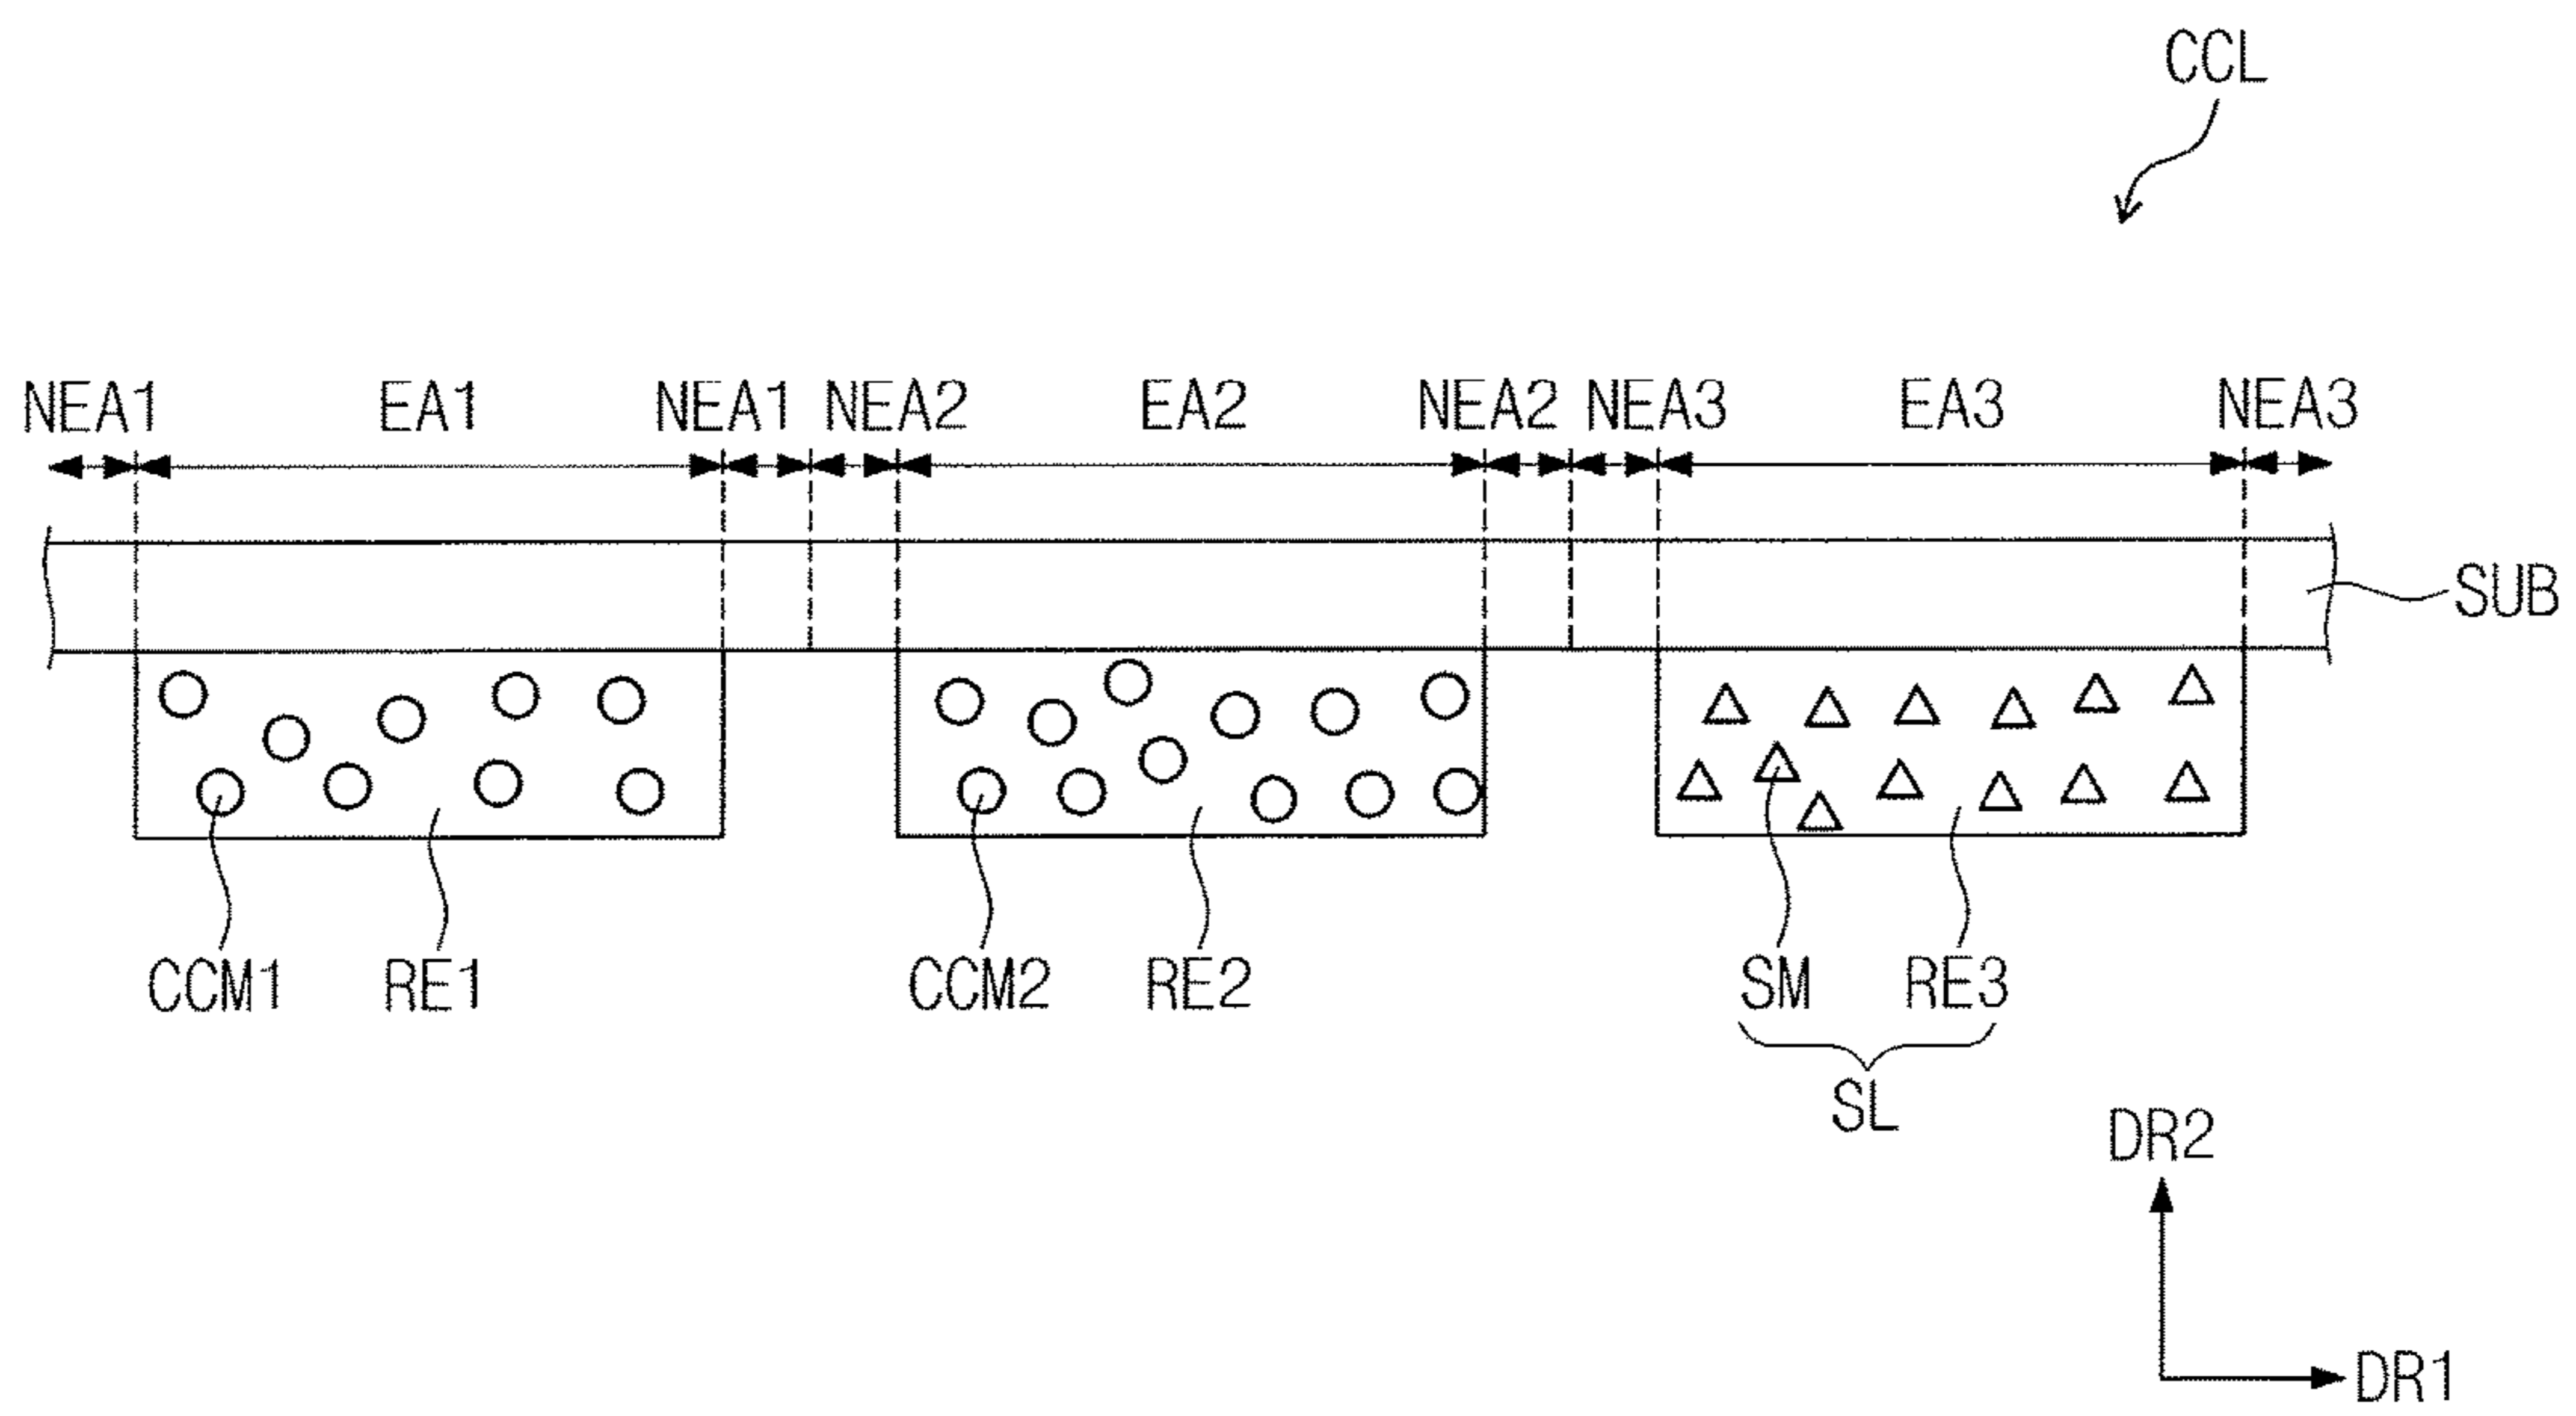 CCL
NEA1 EA1 NEA1 NEA2 EA2 NEA2 NEA3 EA3 NEA3
SUB
CCM1 RE1 CCM2 RE2 SM RE3
SL
DR2
DR1